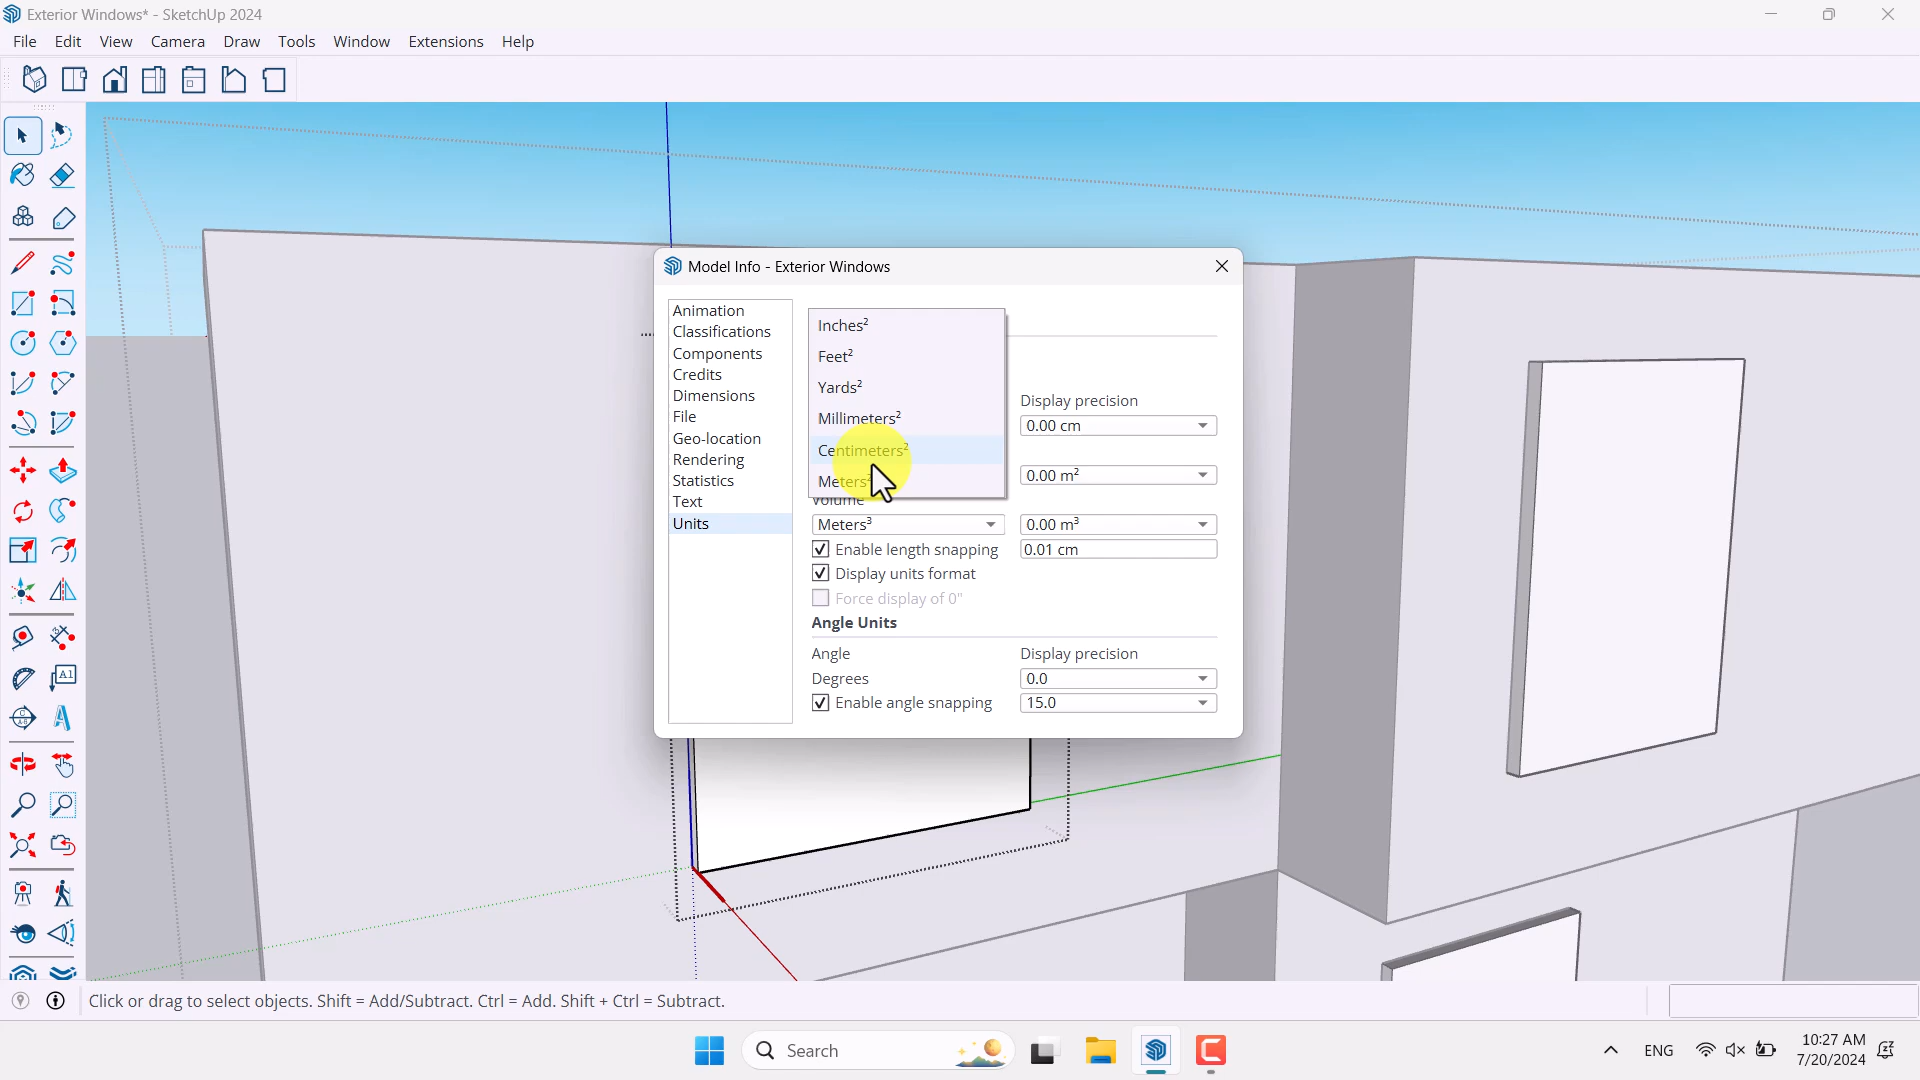 Exterior Windows* - SketchUp 2024
File Edit View Camera Draw Tools Window Extensions Help
Model Info - Exterior Windows
Animation
Classifications
Components
Credits
Dimensions
File
Geo-location
Rendering
Statistics
Text
Units
Inches²
Feet²
Yards²
Millimeters²
Centimeters²
Meters²
Display precision
0.00 cm
0.00 m²
Volume
Meters³ 0.00 m³
Enable length snapping 0.01 cm
Display units format
Force display of 0"
Angle Units
Angle Display precision
Degrees 0.0
Enable angle snapping 15.0
A1
Click or drag to select objects. Shift = Add/Subtract. Ctrl = Add. Shift + Ctrl = Subtract.
Search
ENG
10:27 AM
7/20/2024